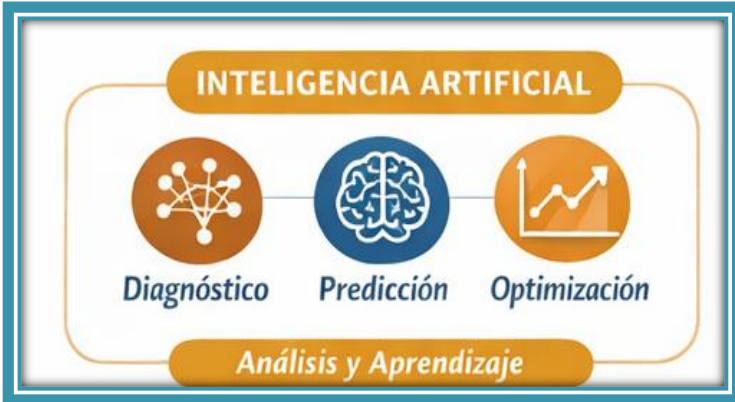 INTELIGENCIA ARTIFICIAL
Diagnóstico Predicción Optimización
Análisis y Aprendizaje